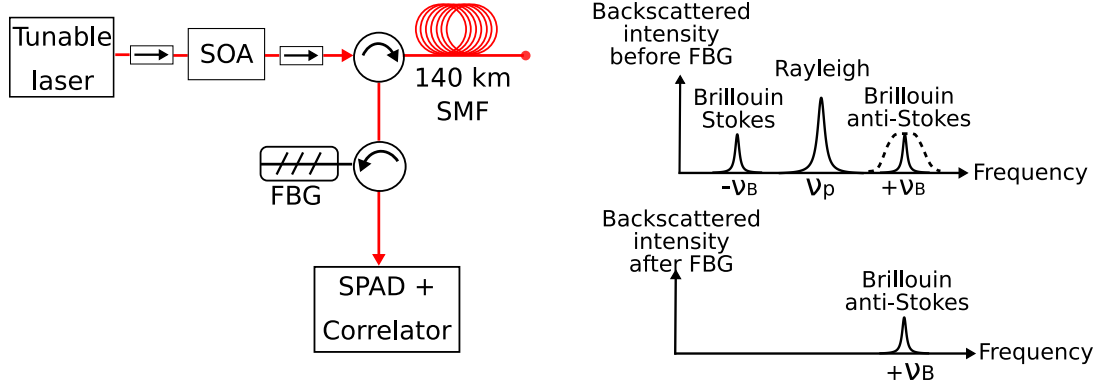 Tunable
laser
SOA
140 km
SMF
FBG
SPAD +
Correlator
Backscattered
intensity
before FBG
Rayleigh
Brillouin
Stokes
Brillouin
anti-Stokes
Frequency
-νB
νp
+νB
Backscattered
intensity
after FBG
Brillouin
anti-Stokes
Frequency
+νB